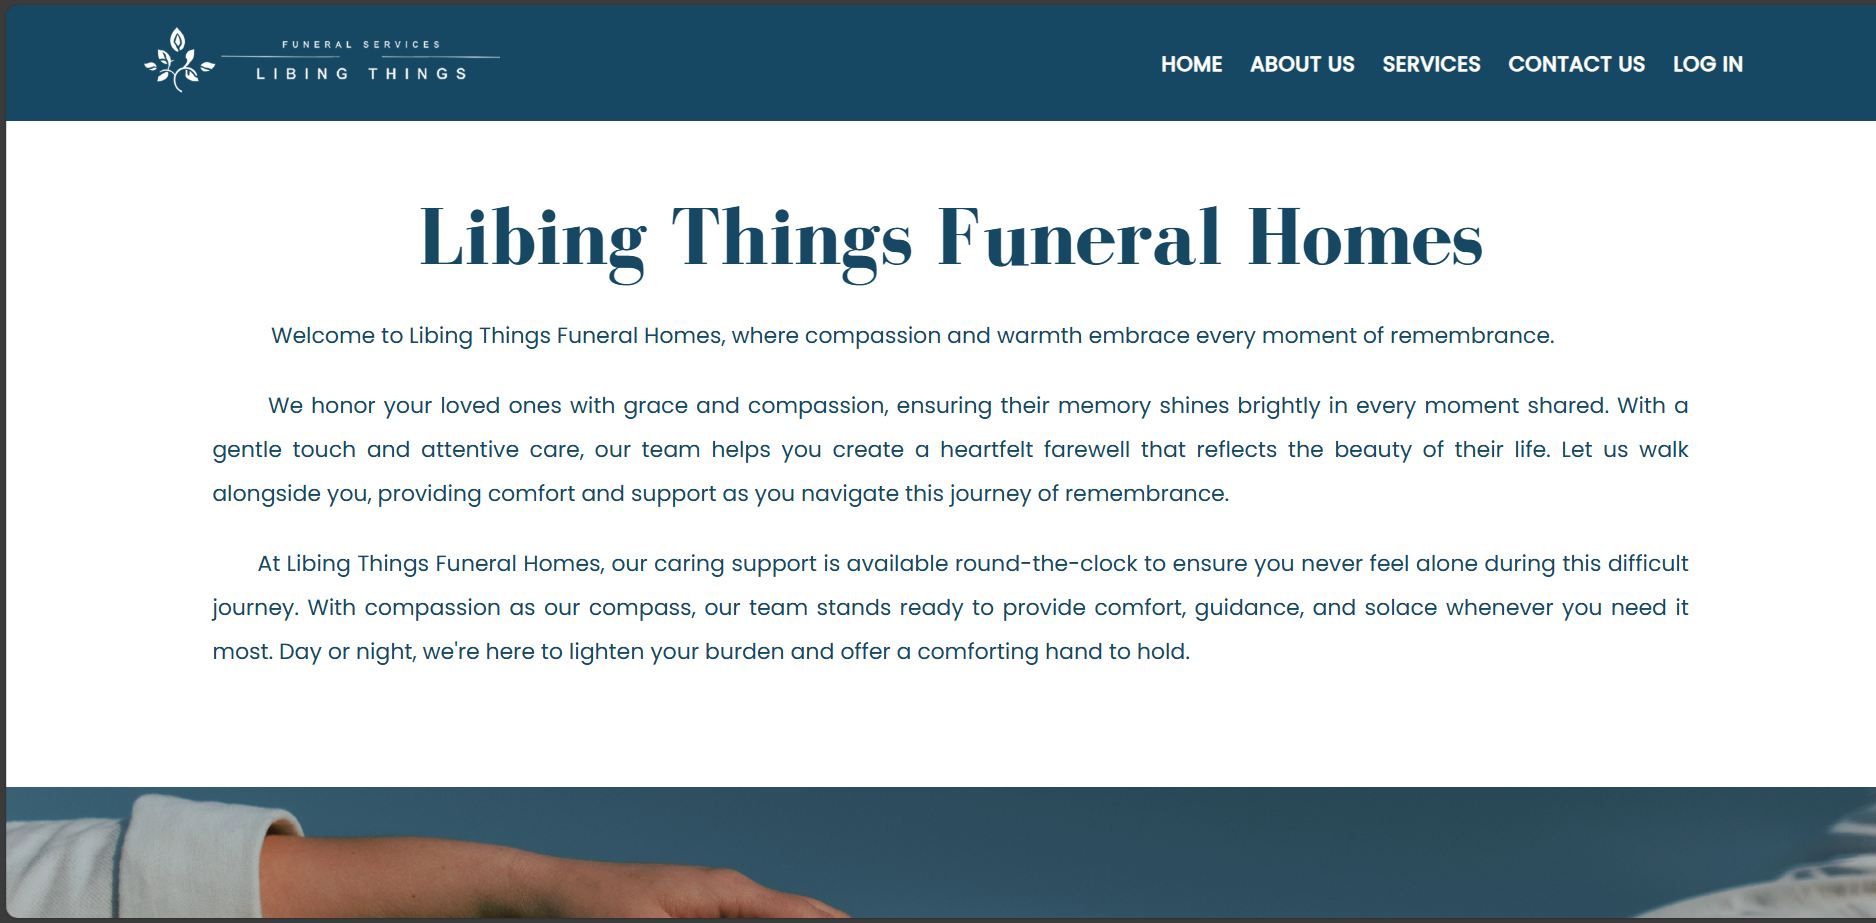 FUNERAL SERVICES
LIBING THINGS
HOME ABOUT US SERVICES CONTACT US LOG IN
Libing Things Funeral Homes
Welcome to Libing Things Funeral Homes, where compassion and warmth embrace every moment of remembrance.
We honor your loved ones with grace and compassion, ensuring their memory shines brightly in every moment shared. With a
gentle touch and attentive care, our team helps you create a heartfelt farewell that reflects the beauty of their life. Let us walk
alongside you, providing comfort and support as you navigate this journey of remembrance.
At Libing Things Funeral Homes, our caring support is available round-the-clock to ensure you never feel alone during this difficult
journey. With compassion as our compass, our team stands ready to provide comfort, guidance, and solace whenever you need it
most. Day or night, we're here to lighten your burden and offer a comforting hand to hold.